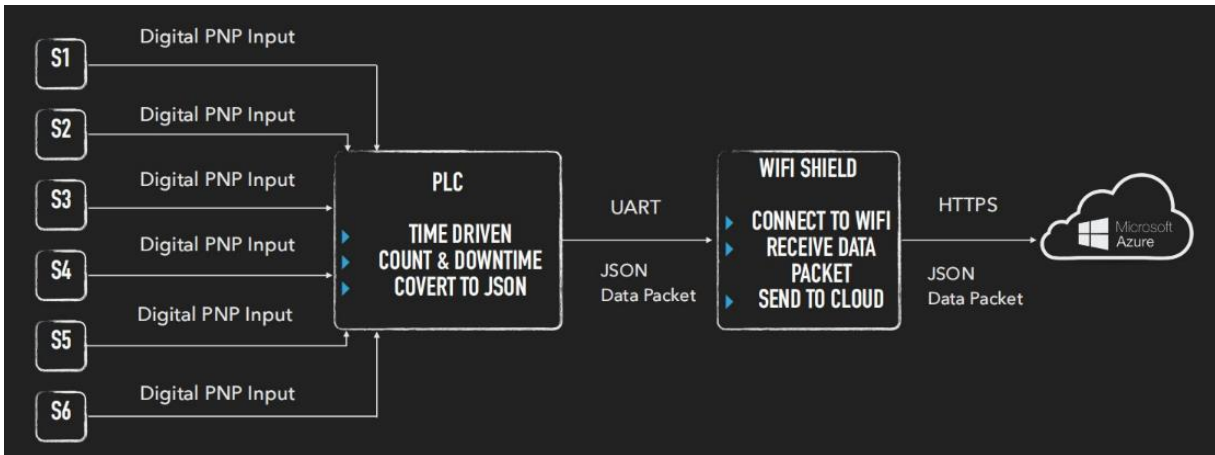 S1
Digital PNP Input
S2
Digital PNP Input
S3
Digital PNP Input
S4
Digital PNP Input
S5
Digital PNP Input
S6
Digital PNP Input
PLC
TIME DRIVEN
COUNT & DOWNTIME
COVERT TO JSON
UART
JSON
Data Packet
WIFI SHIELD
CONNECT TO WIFI
RECEIVE DATA
PACKET
SEND TO CLOUD
HTTPS
JSON
Data Packet
Microsoft
Azure